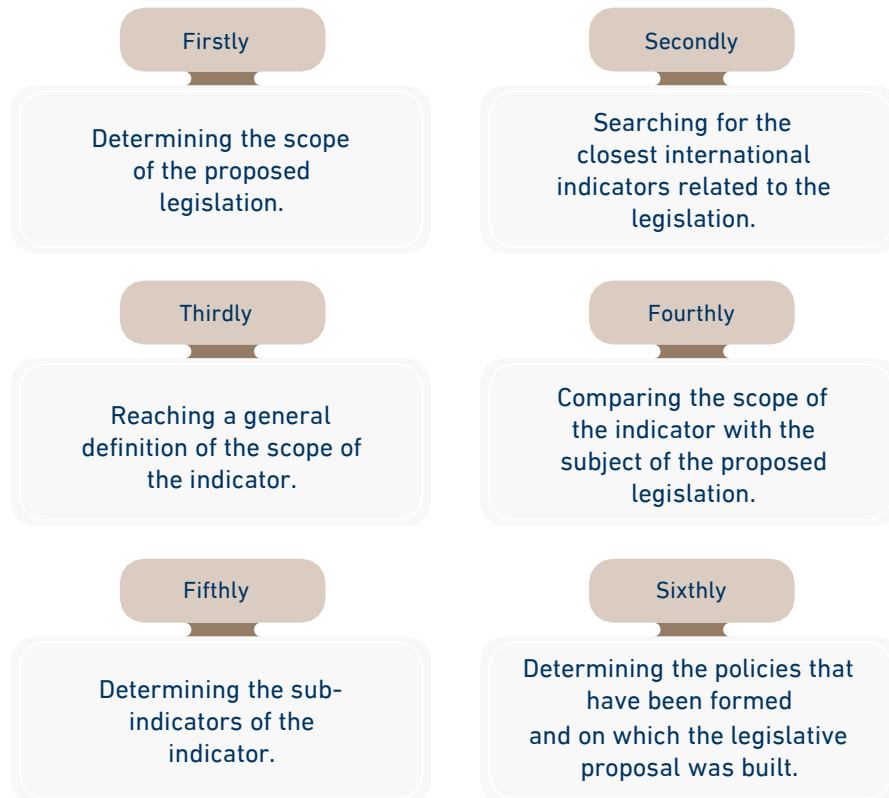 Firstly
Determining the scope
of the proposed
legislation.
Secondly
Searching for the
closest international
indicators related to the
legislation.
Thirdly
Reaching a general
definition of the scope of
the indicator.
Fourthly
Comparing the scope of
the indicator with the
subject of the proposed
legislation.
Fifthly
Determining the sub-
indicators of the
indicator.
Sixthly
Determining the policies that
have been formed
and on which the legislative
proposal was built.